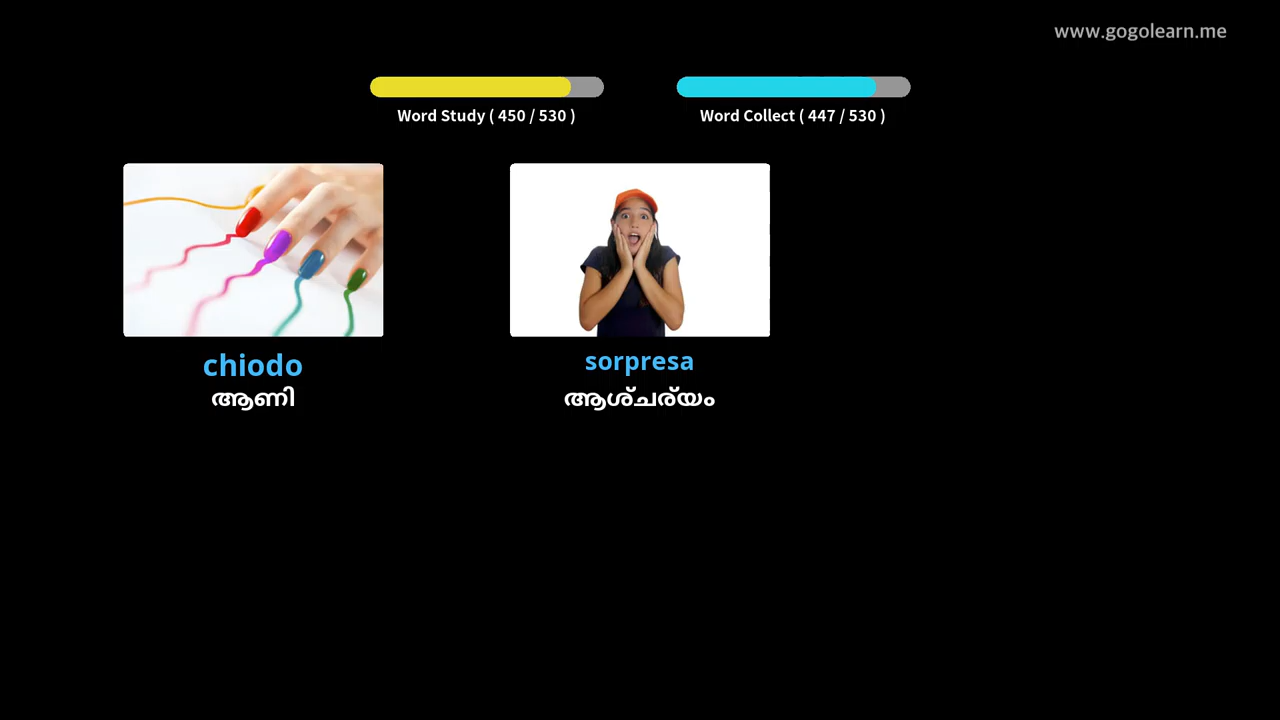 www.gogolearn.me
Word Study ( 450 / 530 )
Word Collect ( 447 / 530 )
chiodo
ആണി
sorpresa
ആശ്ചര്യം